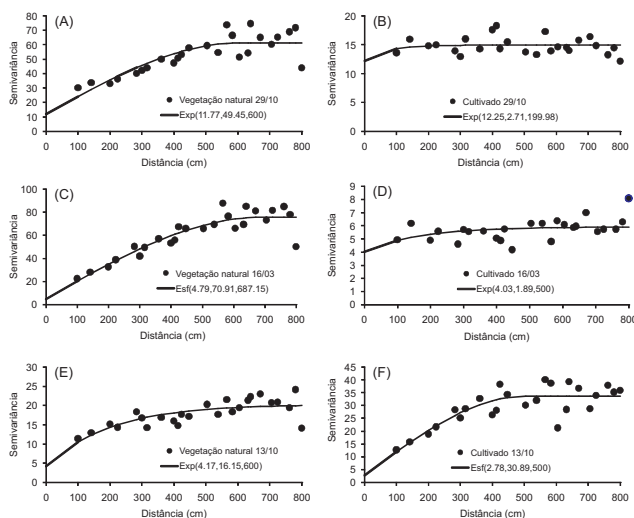 (A)
Semivariância
80
70
60
50
40
30
20
10
0
Vegetação natural 29/10
Exp(11.77,49.45,600)
0 100 200 300 400 500 600 700 800
Distância (cm)
(B)
Semivariância
20
15
10
5
0
Cultivado 29/10
Exp(12.25,2.71,199.98)
0 100 200 300 400 500 600 700 800
Distância (cm)
(C)
Semivariância
100
80
60
40
20
0
Vegetação natural 16/03
Esf(4.79,70.91,687.15)
0 100 200 300 400 500 600 700 800
Distância (cm)
(D)
Semivariância
9
8
7
6
5
4
3
2
1
0
Cultivado 16/03
Exp(4.03,1.89,500)
0 100 200 300 400 500 600 700 800
Distância (cm)
(E)
Semivariância
30
25
20
15
10
5
0
Vegetação natural 13/10
Exp(4.17,16.15,600)
0 100 200 300 400 500 600 700 800
Distância (cm)
(F)
Semivariância
50
45
40
35
30
25
20
15
10
5
0
Cultivado 13/10
Esf(2.78,30.89,500)
0 100 200 300 400 500 600 700 800
Distância (cm)